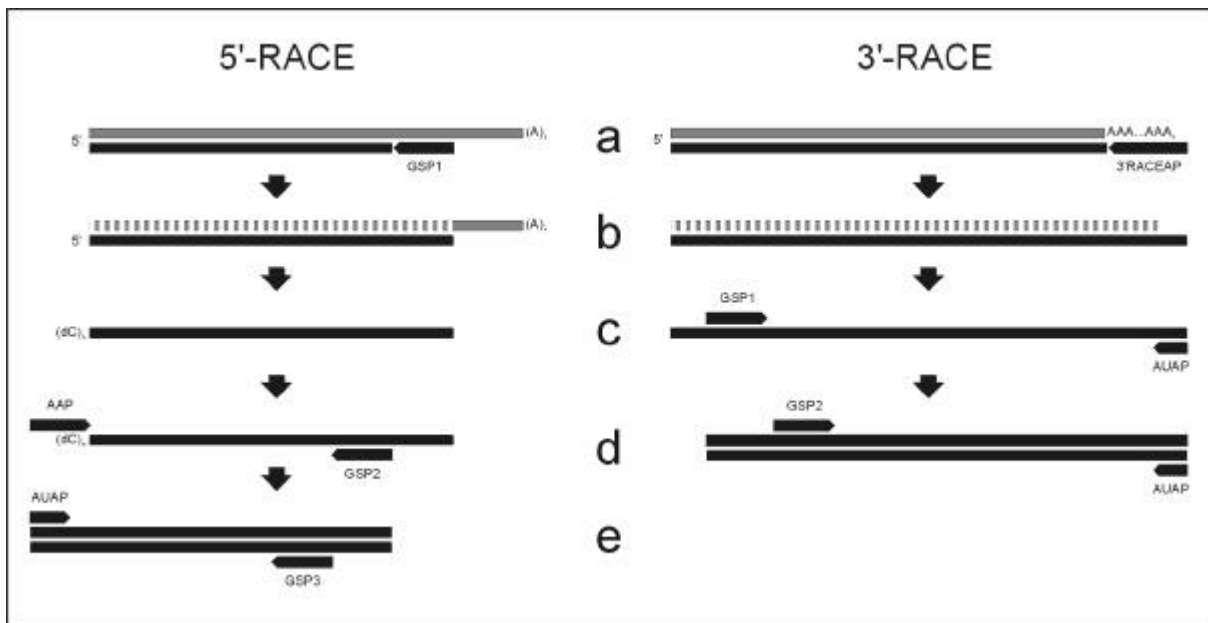 5'-RACE
3'-RACE
a
5'
(A)n
GSP1
5'
AAA...AAAn
3'RACEAP
b
5'
(A)n
c
(dC)n
GSP1
AUAP
d
AAP
(dC)n
GSP2
GSP2
AUAP
e
AUAP
GSP3